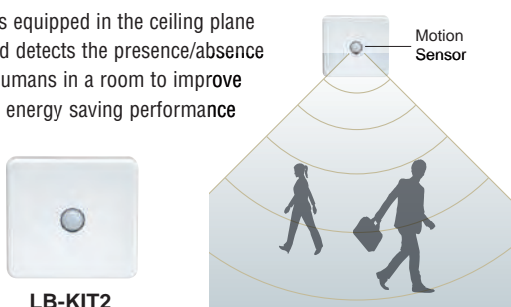 s equipped in the ceiling plane
d detects the presence/absence
umans in a room to improve
energy saving performance
Motion
Sensor
LB-KIT2